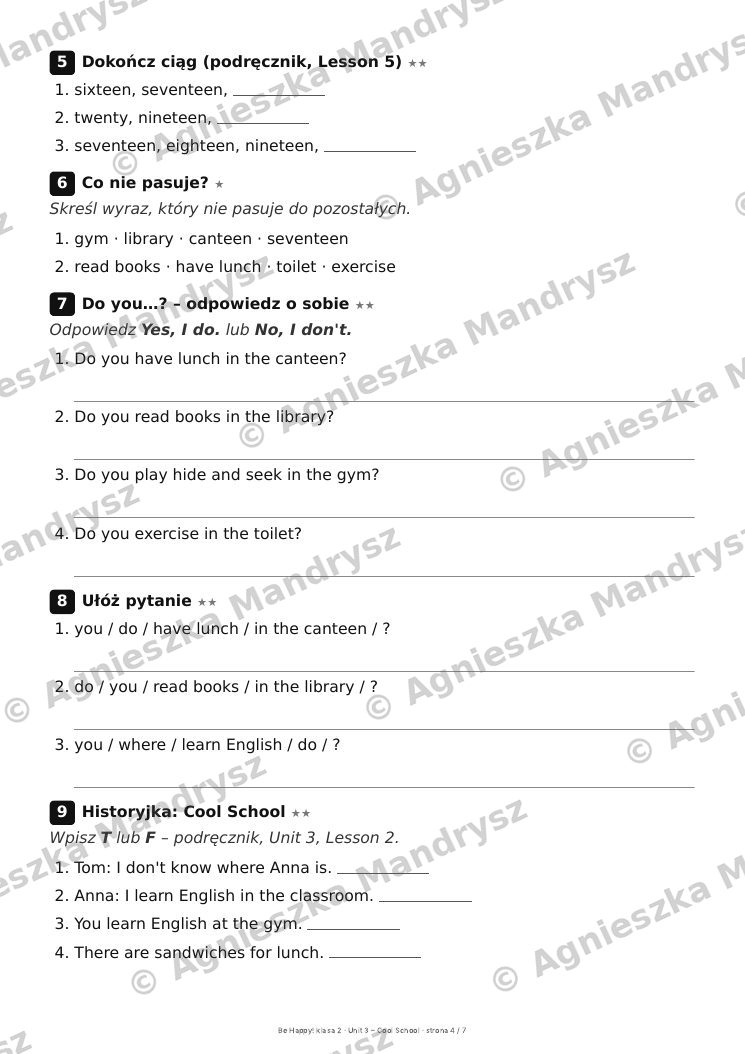 5 Dokończ ciąg (podręcznik, Lesson 5) ★★
1. sixteen, seventeen, ____________
2. twenty, nineteen, ____________
3. seventeen, eighteen, nineteen, ____________
6 Co nie pasuje? ★
Skreśl wyraz, który nie pasuje do pozostałych.
1. gym · library · canteen · seventeen
2. read books · have lunch · toilet · exercise
7 Do you…? – odpowiedz o sobie ★★
Odpowiedz Yes, I do. lub No, I don't.
1. Do you have lunch in the canteen?
2. Do you read books in the library?
3. Do you play hide and seek in the gym?
4. Do you exercise in the toilet?
8 Ułóż pytanie ★★
1. you / do / have lunch / in the canteen / ?
2. do / you / read books / in the library / ?
3. you / where / learn English / do / ?
9 Historyjka: Cool School ★★
Wpisz T lub F – podręcznik, Unit 3, Lesson 2.
1. Tom: I don't know where Anna is. ____________
2. Anna: I learn English in the classroom. ____________
3. You learn English at the gym. ____________
4. There are sandwiches for lunch. ____________
Be Happy! klasa 2 · Unit 3 – Cool School · strona 4 / 7
© Agnieszka Mandrysz